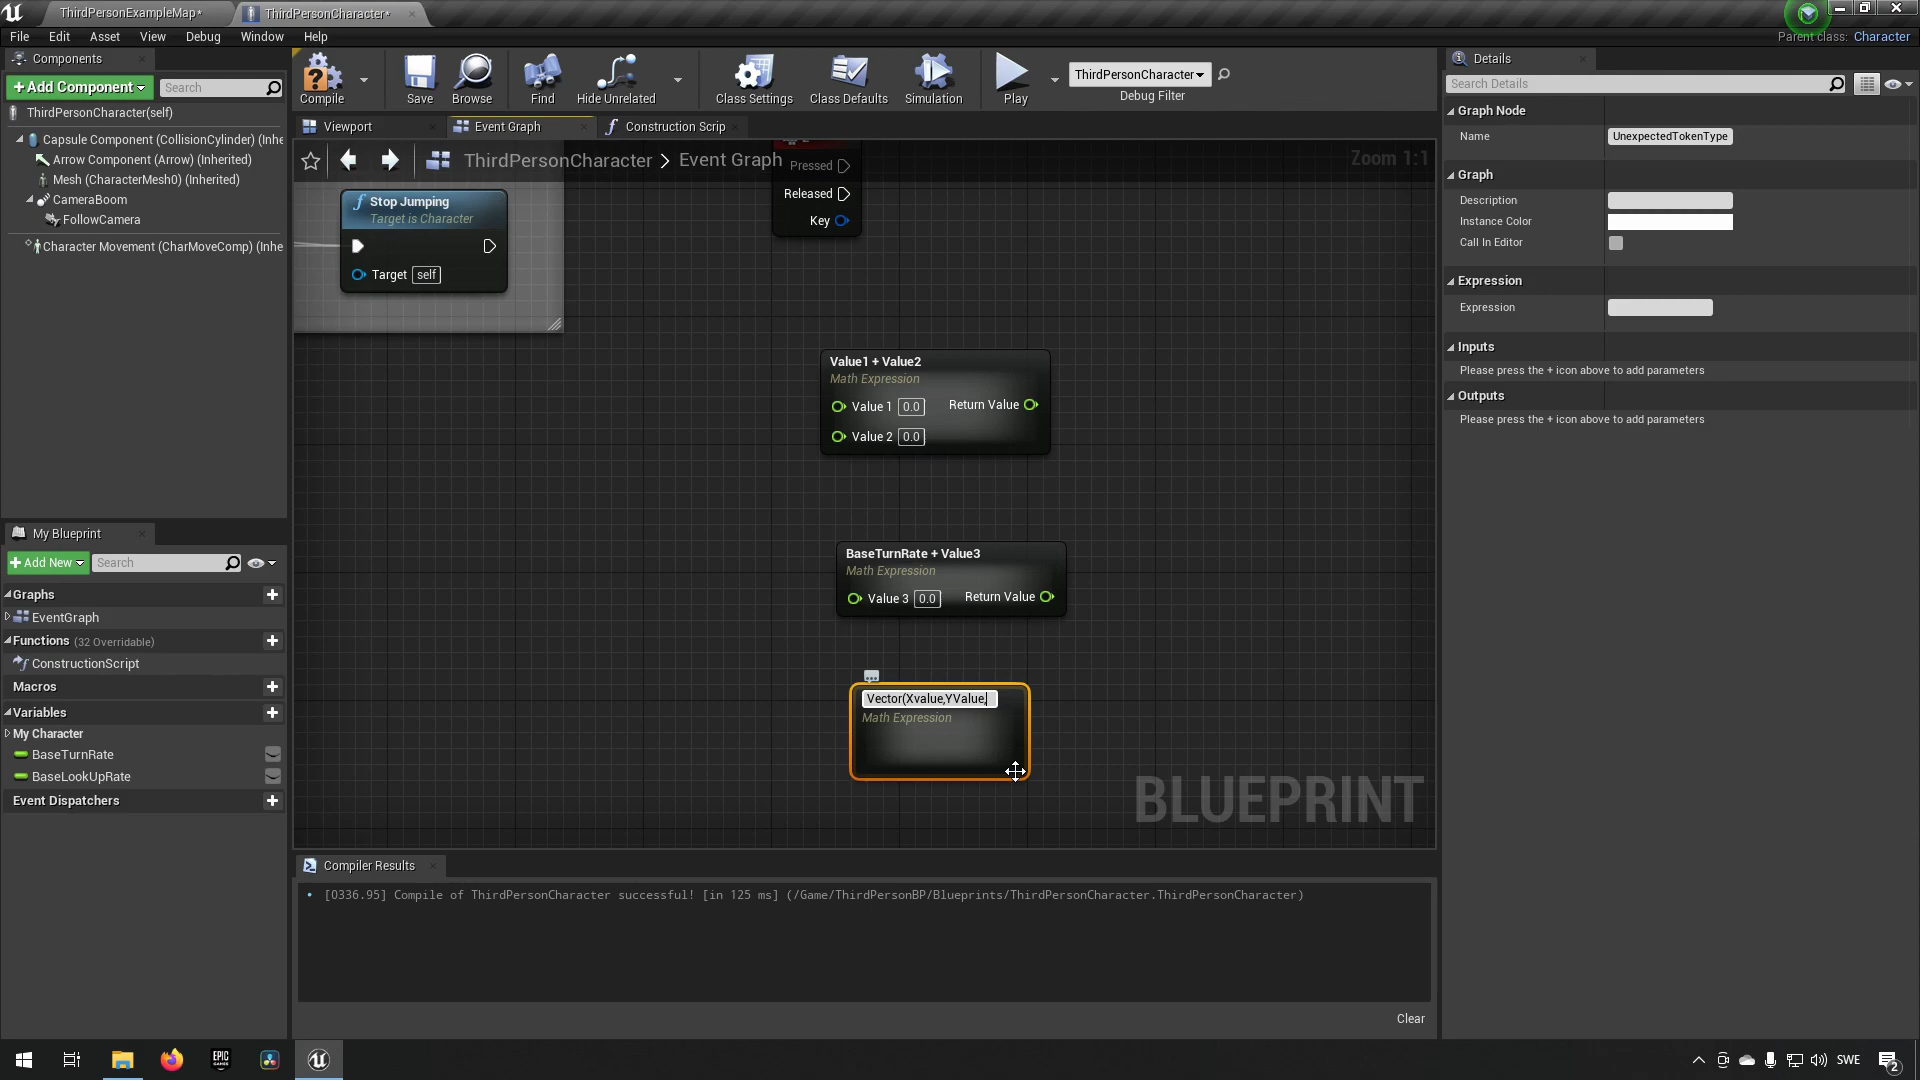 ThirdPersonExampleMap*
ThirdPersonCharacter*
File Edit Asset View Debug Window Help
Parent class: Character
Components
+Add Component
Search
ThirdPersonCharacter(self)
Capsule Component (CollisionCylinder) (Inhe
Arrow Component (Arrow) (Inherited)
Mesh (CharacterMesh0) (Inherited)
CameraBoom
FollowCamera
Character Movement (CharMoveComp) (Inhe
My Blueprint
+Add New
Search
Graphs
EventGraph
Functions (32 Overridable)
ConstructionScript
Macros
Variables
My Character
BaseTurnRate
BaseLookUpRate
Event Dispatchers
Compile Save Browse Find Hide Unrelated Class Settings Class Defaults Simulation Play
ThirdPersonCharacter
Debug Filter
Viewport
Event Graph
Construction Scrip
ThirdPersonCharacter > Event Graph
Zoom 1:1
Stop Jumping
Target is Character
Target self
Pressed
Released
Key
Value1 + Value2
Math Expression
Value 1 0.0 Return Value
Value 2 0.0
BaseTurnRate + Value3
Math Expression
Value 3 0.0 Return Value
Vector(Xvalue,YValue,
Math Expression
BLUEPRINT
Compiler Results
[0336.95] Compile of ThirdPersonCharacter successful! [in 125 ms] (/Game/ThirdPersonBP/Blueprints/ThirdPersonCharacter.ThirdPersonCharacter)
Clear
Details
Search Details
Graph Node
Name UnexpectedTokenType
Graph
Description
Instance Color
Call In Editor
Expression
Expression
Inputs
Please press the + icon above to add parameters
Outputs
Please press the + icon above to add parameters
EPIC
GAMES
SWE
2